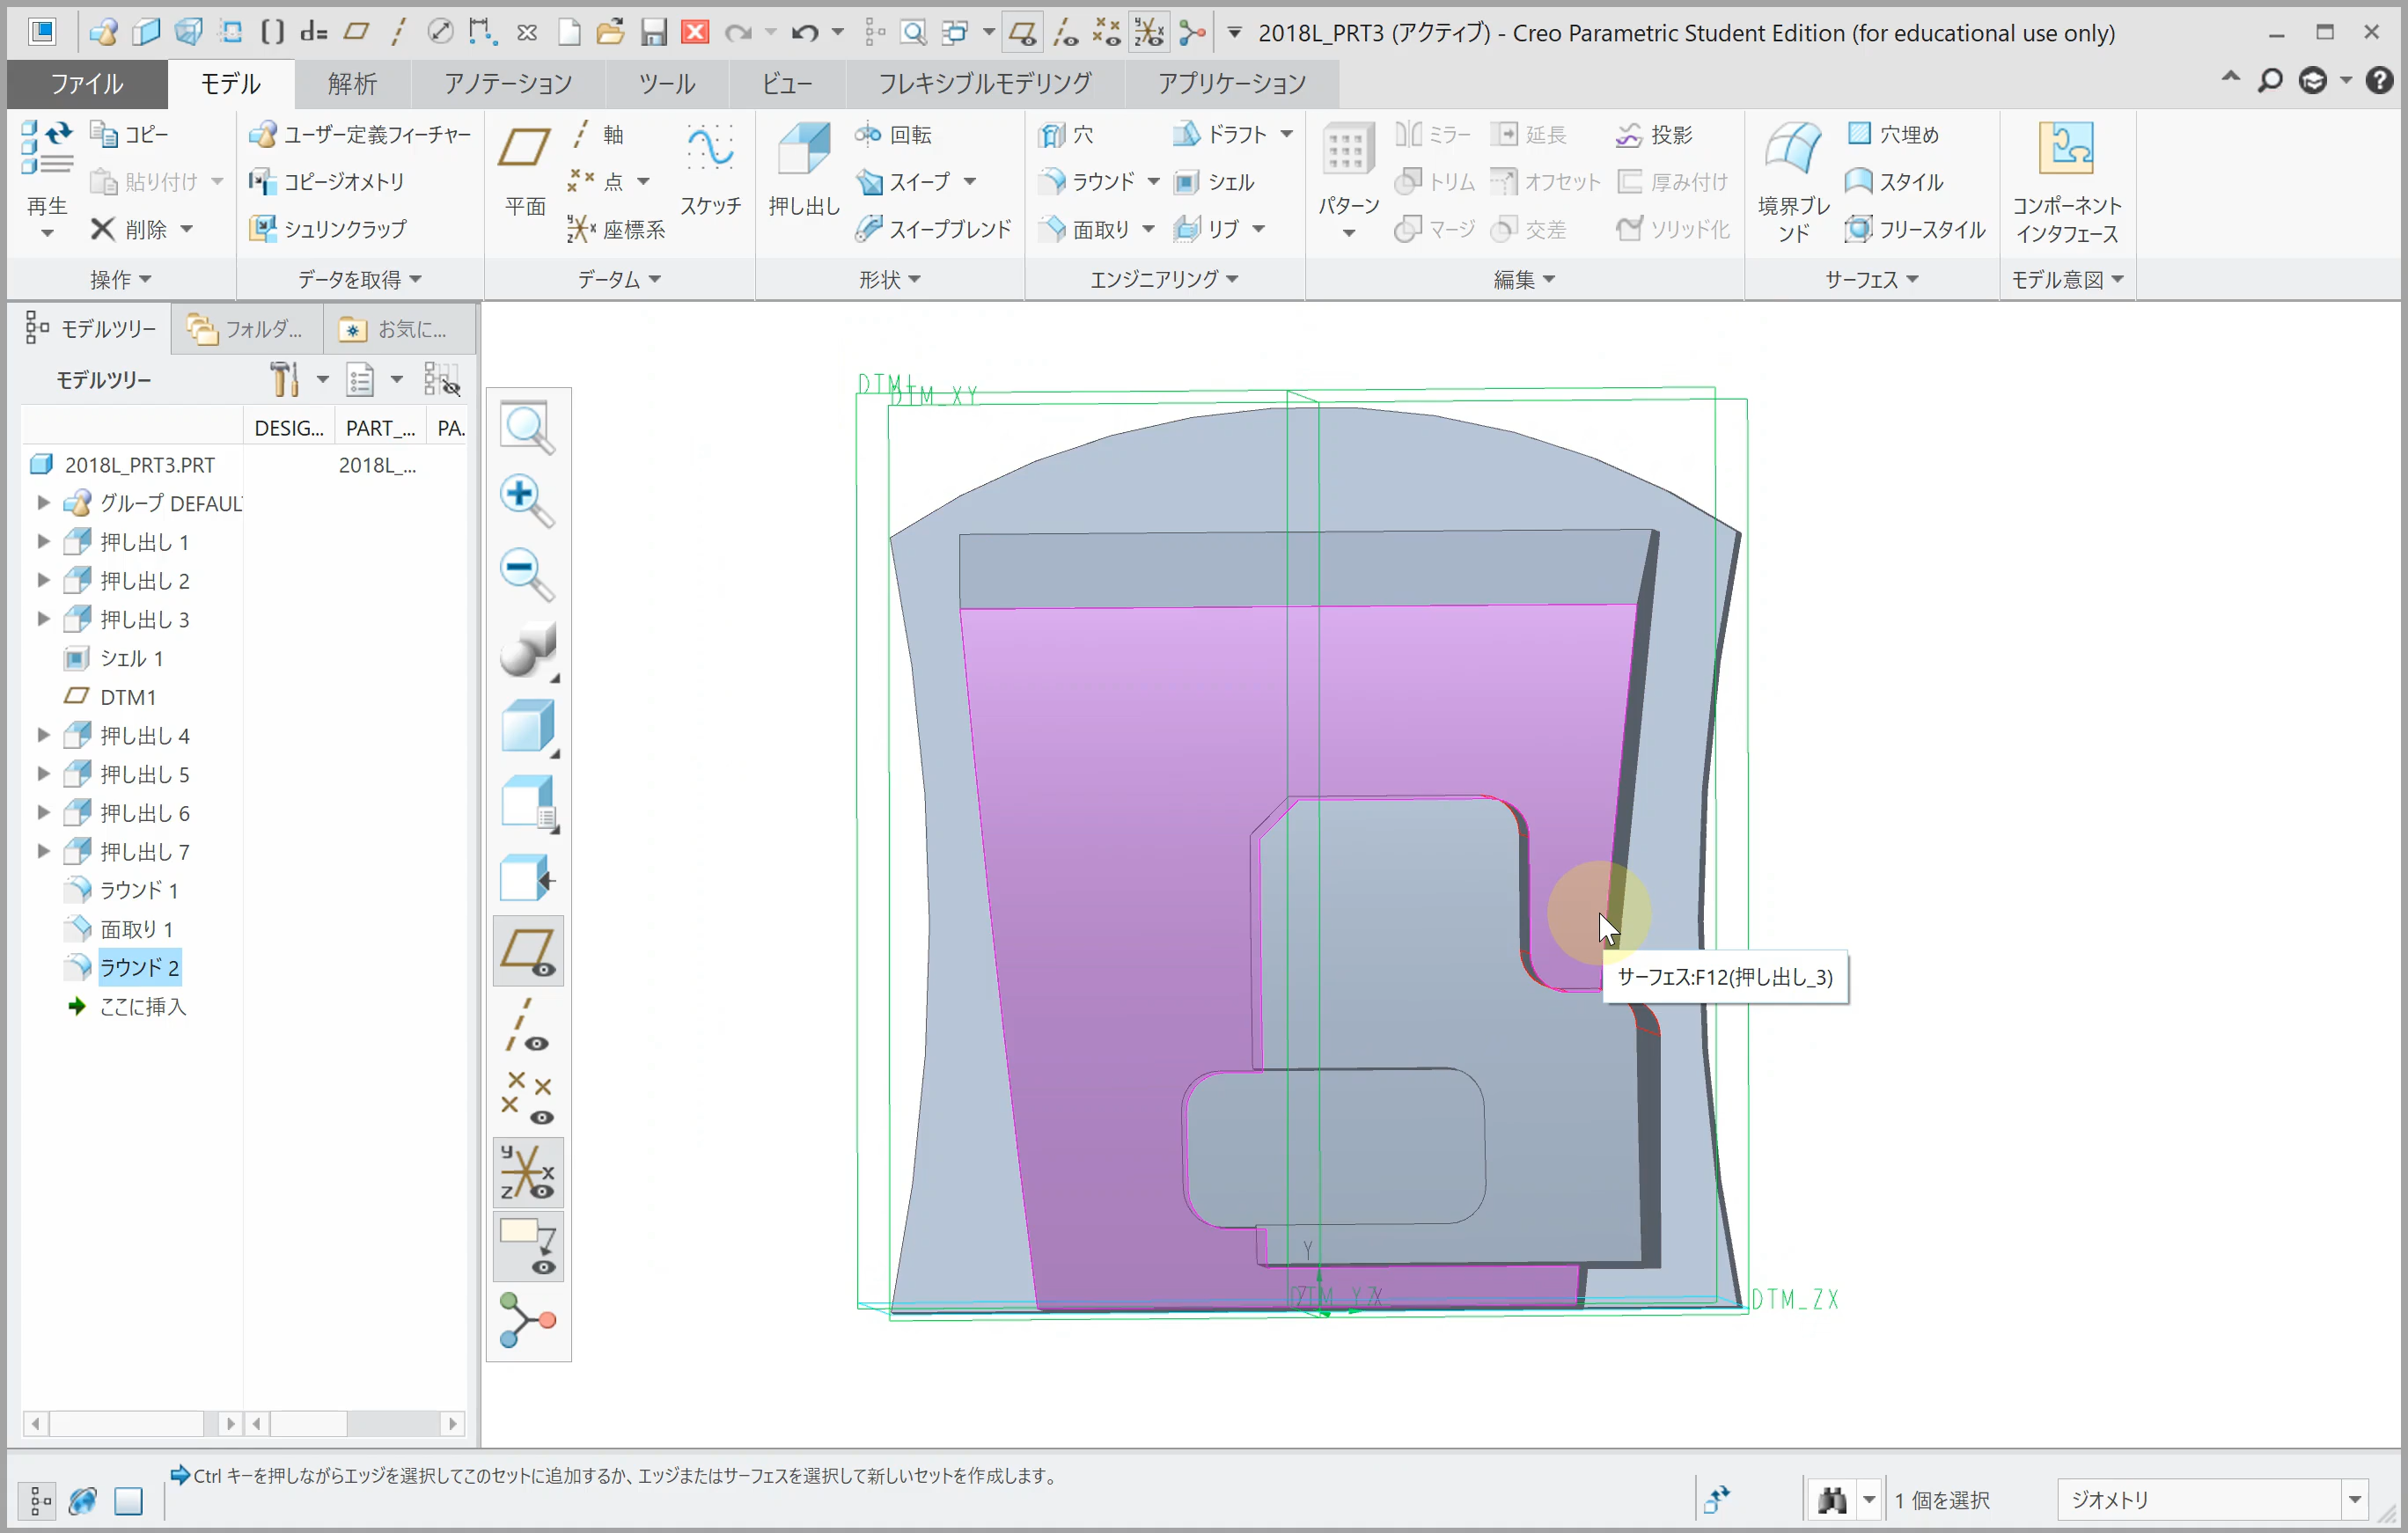 2018L_PRT3 (アクティブ) - Creo Parametric Student Edition (for educational use only)
ファイル モデル 解析 アノテーション ツール ビュー フレキシブルモデリング アプリケーション
再生 コピー 貼り付け 削除
ユーザー定義フィーチャー コピージオメトリ シュリンクラップ
平面 軸 点 座標系 スケッチ
押し出し 回転 スイープ スイープブレンド
穴 ラウンド 面取り ドラフト シェル リブ
パターン ミラー トリム マージ 延長 オフセット 交差 投影 厚み付け ソリッド化
境界ブレンド 穴埋め スタイル フリースタイル
コンポーネント
インタフェース
操作 データを取得 データム 形状 エンジニアリング 編集 サーフェス モデル意図
モデルツリー フォルダ... お気に...
モデルツリー
DESIG... PART_... PA.
2018L_PRT3.PRT 2018L_...
グループ DEFAUL
押し出し 1
押し出し 2
押し出し 3
シェル 1
DTM1
押し出し 4
押し出し 5
押し出し 6
押し出し 7
ラウンド 1
面取り 1
ラウンド 2
ここに挿入
DTM1
DTM_XY
サーフェス:F12(押し出し_3)
Y
DTM_ZX
Ctrl キーを押しながらエッジを選択してこのセットに追加するか、エッジまたはサーフェスを選択して新しいセットを作成します。
1 個を選択 ジオメトリ